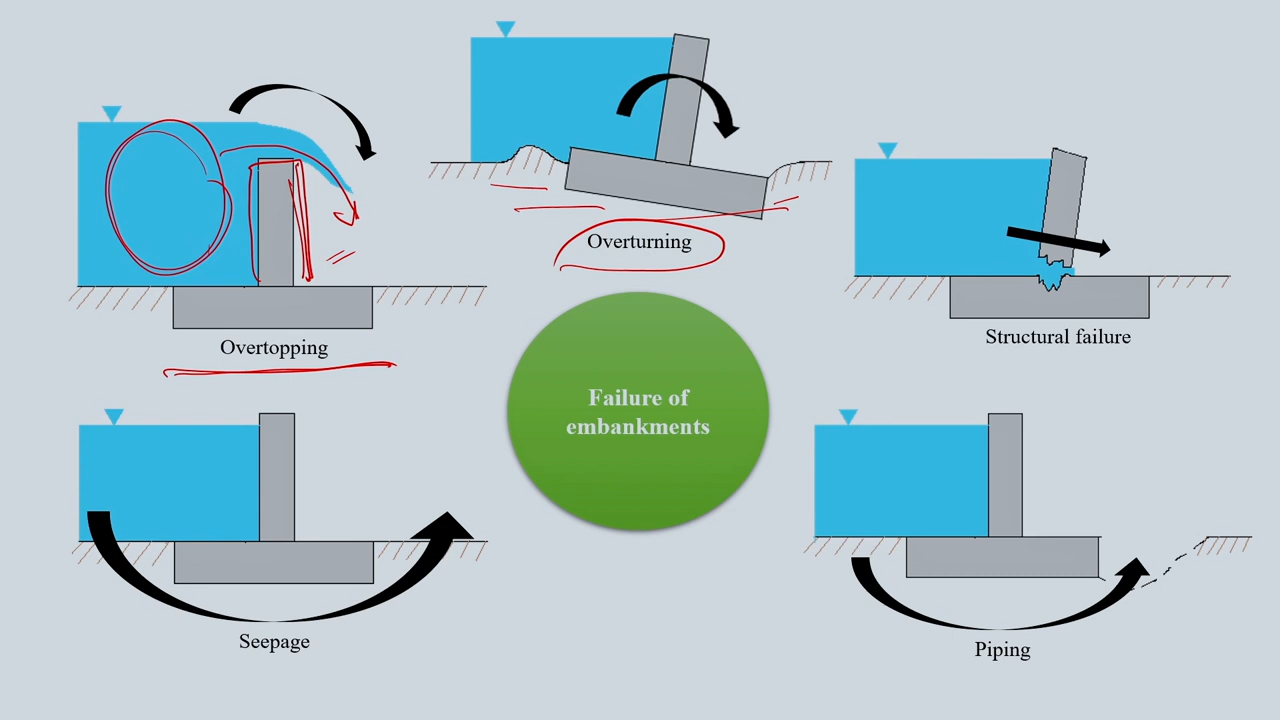 Overturning
Overtopping
Structural failure
Failure of
embankments
Seepage
Piping